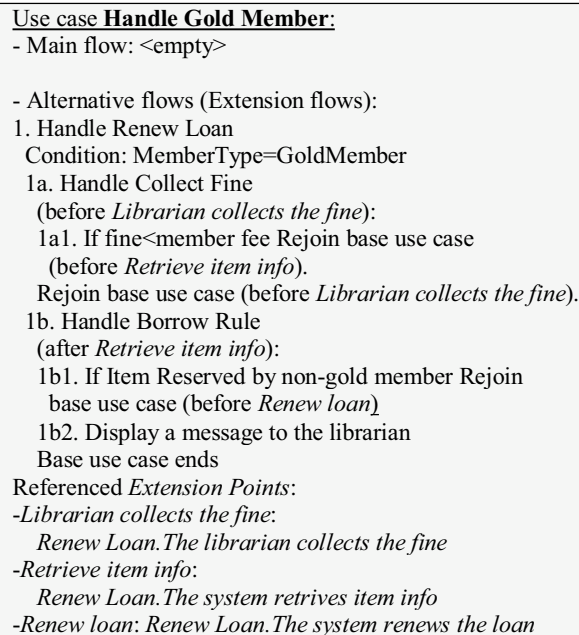 Use case Handle Gold Member:
- Main flow: <empty>
- Alternative flows (Extension flows):
1. Handle Renew Loan
Condition: MemberType=GoldMember
1a. Handle Collect Fine
(before Librarian collects the fine):
1a1. If fine<member fee Rejoin base use case
(before Retrieve item info).
Rejoin base use case (before Librarian collects the fine).
1b. Handle Borrow Rule
(after Retrieve item info):
1b1. If Item Reserved by non-gold member Rejoin
base use case (before Renew loan)
1b2. Display a message to the librarian
Base use case ends
Referenced Extension Points:
-Librarian collects the fine:
Renew Loan.The librarian collects the fine
-Retrieve item info:
Renew Loan.The system retrives item info
-Renew loan: Renew Loan.The system renews the loan